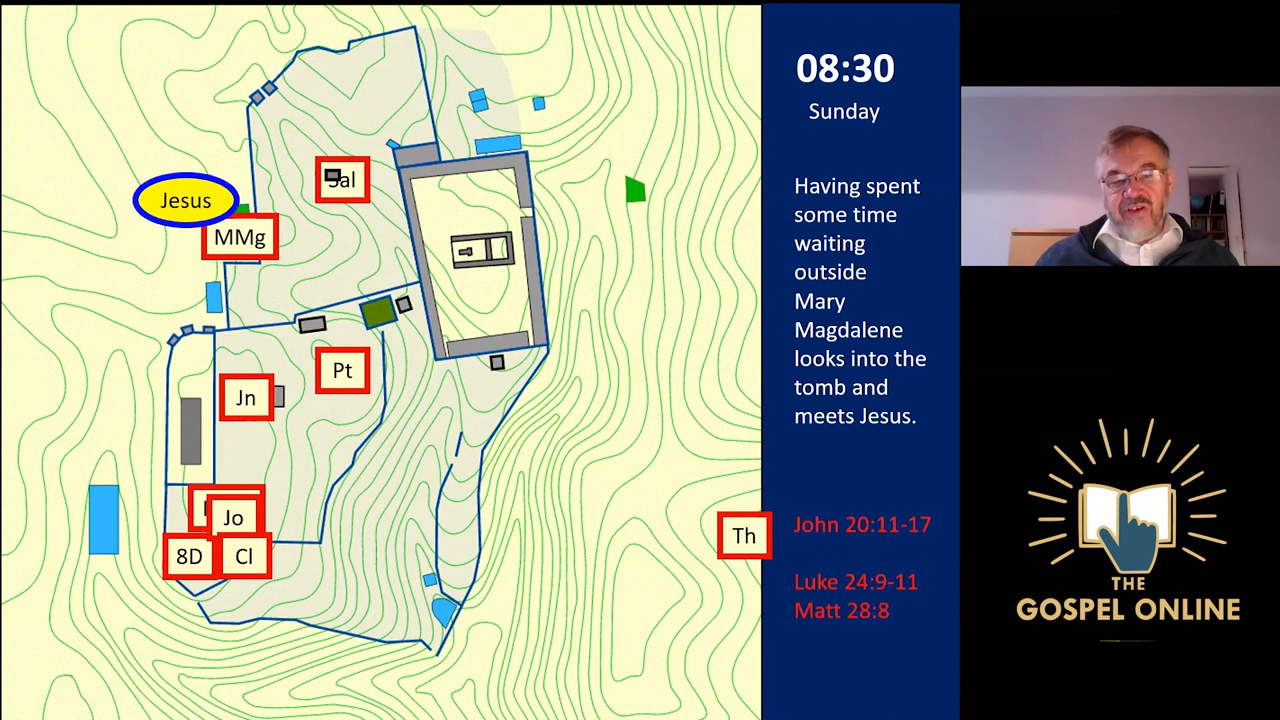 Jesus
Sal
MMg
Pt
Jn
Jo
8D
Cl
Th
08:30
Sunday
Having spent
some time
waiting
outside
Mary
Magdalene
looks into the
tomb and
meets Jesus.
John 20:11-17
Luke 24:9-11
Matt 28:8
THE
GOSPEL ONLINE